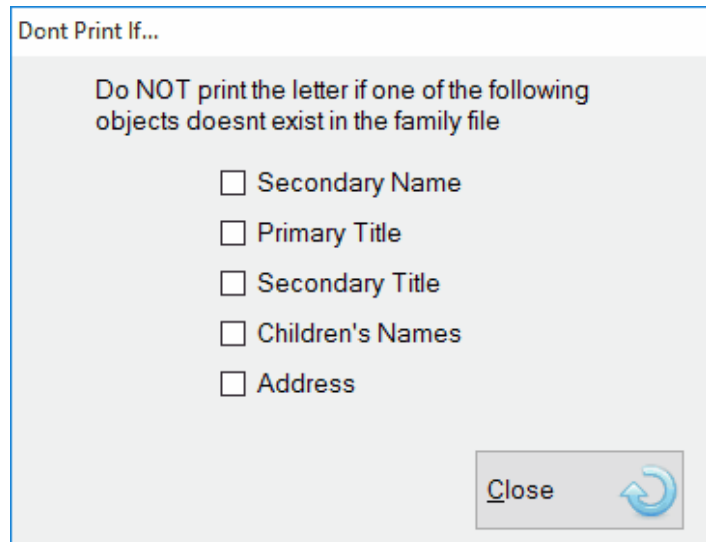 Dont Print If...
Do NOT print the letter if one of the following
objects doesnt exist in the family file
Secondary Name
Primary Title
Secondary Title
Children's Names
Address
Close